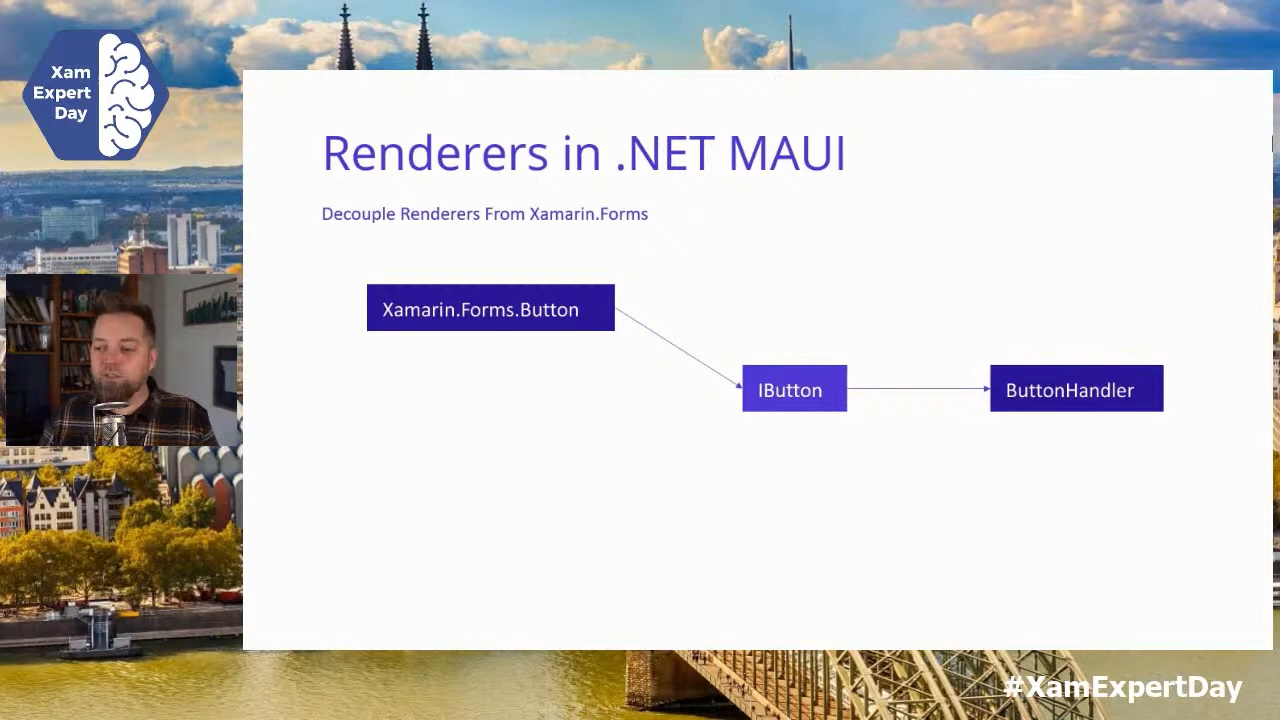 Xam
Expert
Day
Renderers in .NET MAUI
Decouple Renderers From Xamarin.Forms
Xamarin.Forms.Button
IButton
ButtonHandler
#XamExpertDay